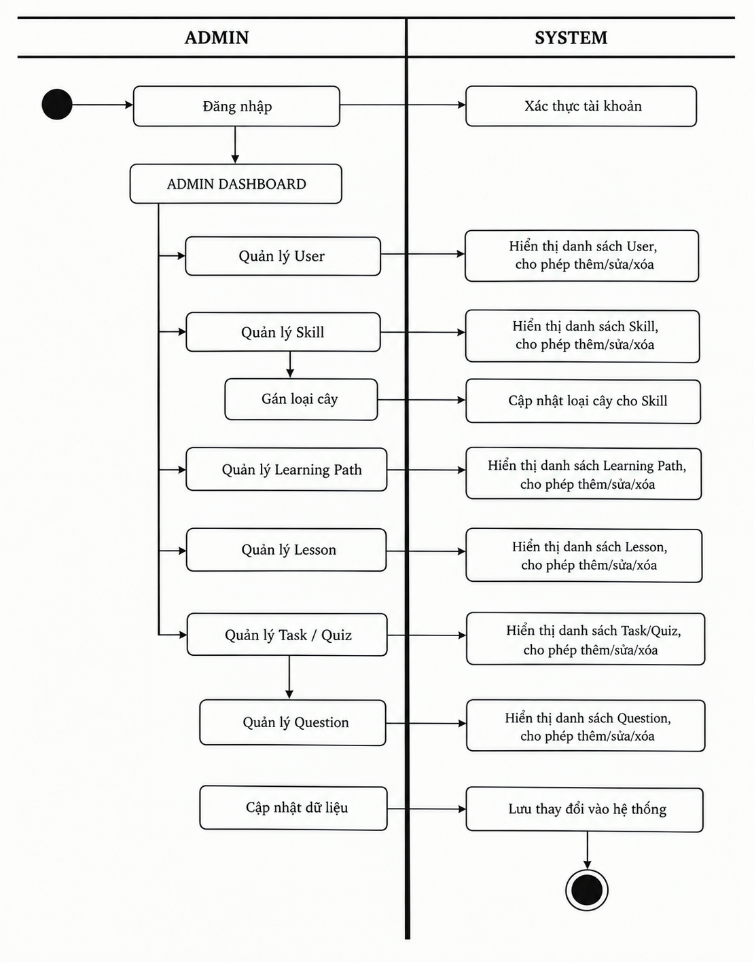 ADMIN
SYSTEM
Đăng nhập
Xác thực tài khoản
ADMIN DASHBOARD
Quản lý User
Hiển thị danh sách User,
cho phép thêm/sửa/xóa
Quản lý Skill
Hiển thị danh sách Skill,
cho phép thêm/sửa/xóa
Gán loại cây
Cập nhật loại cây cho Skill
Quản lý Learning Path
Hiển thị danh sách Learning Path,
cho phép thêm/sửa/xóa
Quản lý Lesson
Hiển thị danh sách Lesson,
cho phép thêm/sửa/xóa
Quản lý Task / Quiz
Hiển thị danh sách Task/Quiz,
cho phép thêm/sửa/xóa
Quản lý Question
Hiển thị danh sách Question,
cho phép thêm/sửa/xóa
Cập nhật dữ liệu
Lưu thay đổi vào hệ thống